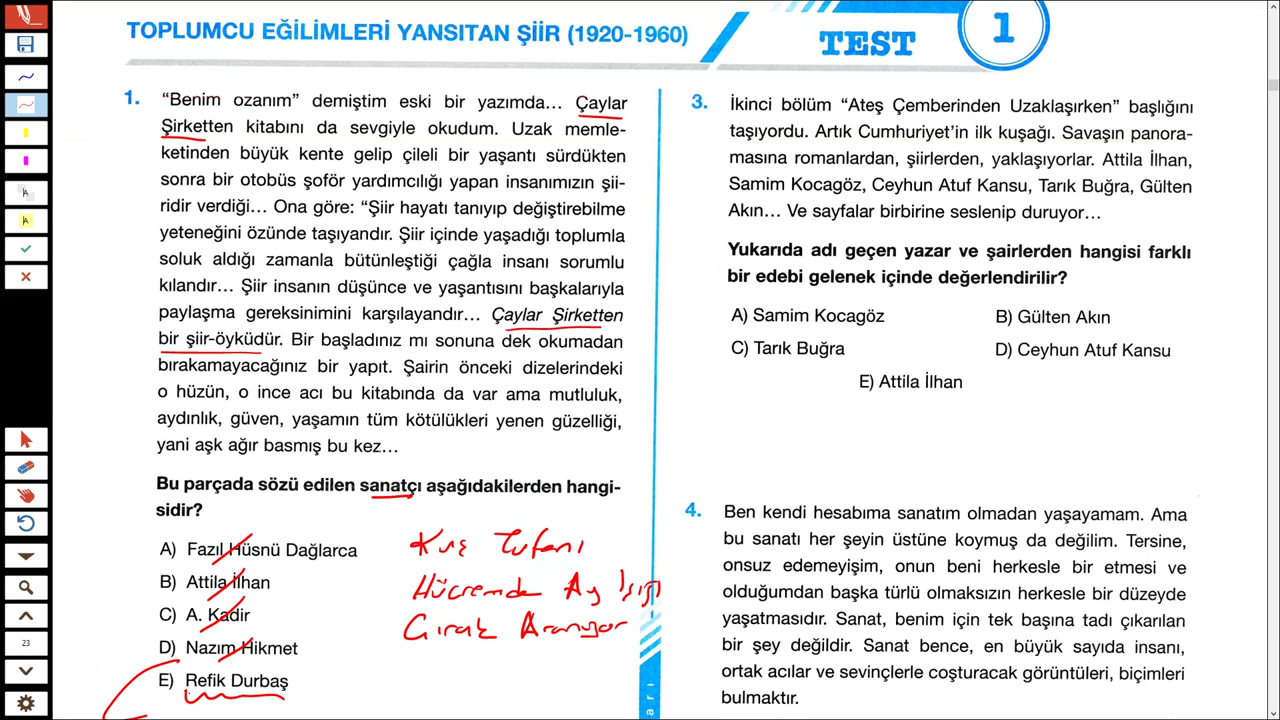 TOPLUMCU EĞİLİMLERİ YANSITAN ŞİİR (1920-1960)
TEST
1
1.
“Benim ozanım” demiştim eski bir yazımda... Çaylar
Şirketten kitabını da sevgiyle okudum. Uzak memle-
ketinden büyük kente gelip çileli bir yaşantı sürdükten
sonra bir otobüs şoför yardımcılığı yapan insanımızın şii-
ridir verdiği... Ona göre: “Şiir hayatı tanıyıp değiştirebilme
yeteneğini özünde taşıyandır. Şiir içinde yaşadığı toplumla
soluk aldığı zamanla bütünleştiği çağla insanı sorumlu
kılandır... Şiir insanın düşünce ve yaşantısını başkalarıyla
paylaşma gereksinimini karşılayandır... Çaylar Şirketten
bir şiir-öyküdür. Bir başladınız mı sonuna dek okumadan
bırakamayacağınız bir yapıt. Şairin önceki dizelerindeki
o hüzün, o ince acı bu kitabında da var ama mutluluk,
aydınlık, güven, yaşamın tüm kötülükleri yenen güzelliği,
yani aşk ağır basmış bu kez...
Bu parçada sözü edilen sanatçı aşağıdakilerden hangi-
sidir?
A) Fazıl Hüsnü Dağlarca
B) Attila İlhan
C) A. Kadir
D) Nazım Hikmet
E) Refik Durbaş
Kuş Tufanı
Hücremde Ay Işığı
Çırak Aranıyor
3.
İkinci bölüm “Ateş Çemberinden Uzaklaşırken” başlığını
taşıyordu. Artık Cumhuriyet’in ilk kuşağı. Savaşın panora-
masına romanlardan, şiirlerden, yaklaşıyorlar. Attila İlhan,
Samim Kocagöz, Ceyhun Atuf Kansu, Tarık Buğra, Gülten
Akın... Ve sayfalar birbirine seslenip duruyor...
Yukarıda adı geçen yazar ve şairlerden hangisi farklı
bir edebi gelenek içinde değerlendirilir?
A) Samim Kocagöz
B) Gülten Akın
C) Tarık Buğra
D) Ceyhun Atuf Kansu
E) Attila İlhan
4.
Ben kendi hesabıma sanatım olmadan yaşayamam. Ama
bu sanatı her şeyin üstüne koymuş da değilim. Tersine,
onsuz edemeyişim, onun beni herkesle bir etmesi ve
olduğumdan başka türlü olmaksızın herkesle bir düzeyde
yaşatmasıdır. Sanat, benim için tek başına tadı çıkarılan
bir şey değildir. Sanat bence, en büyük sayıda insanı,
ortak acılar ve sevinçlerle coşturacak görüntüleri, biçimleri
bulmaktır.
arı
23